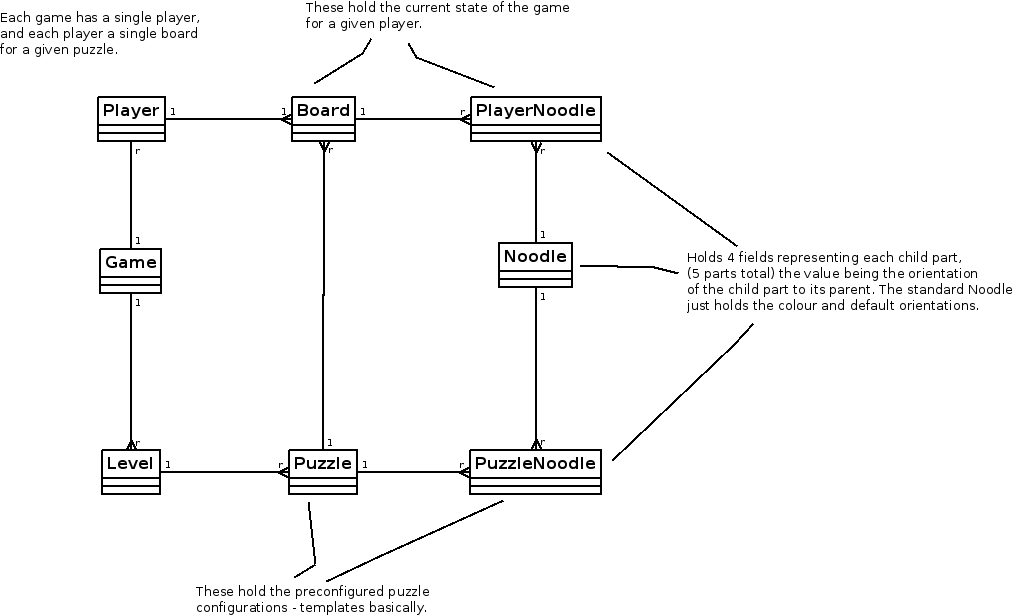 Each game has a single player,
and each player a single board
for a given puzzle.
These hold the current state of the game
for a given player.
Player
1
1
Board
1
r
PlayerNoodle
r
r
r
1
Game
1
1
Noodle
1
Holds 4 fields representing each child part,
(5 parts total) the value being the orientation
of the child part to its parent. The standard Noodle
just holds the colour and default orientations.
r
1
r
Level
1
r
Puzzle
1
r
PuzzleNoodle
These hold the preconfigured puzzle
configurations - templates basically.